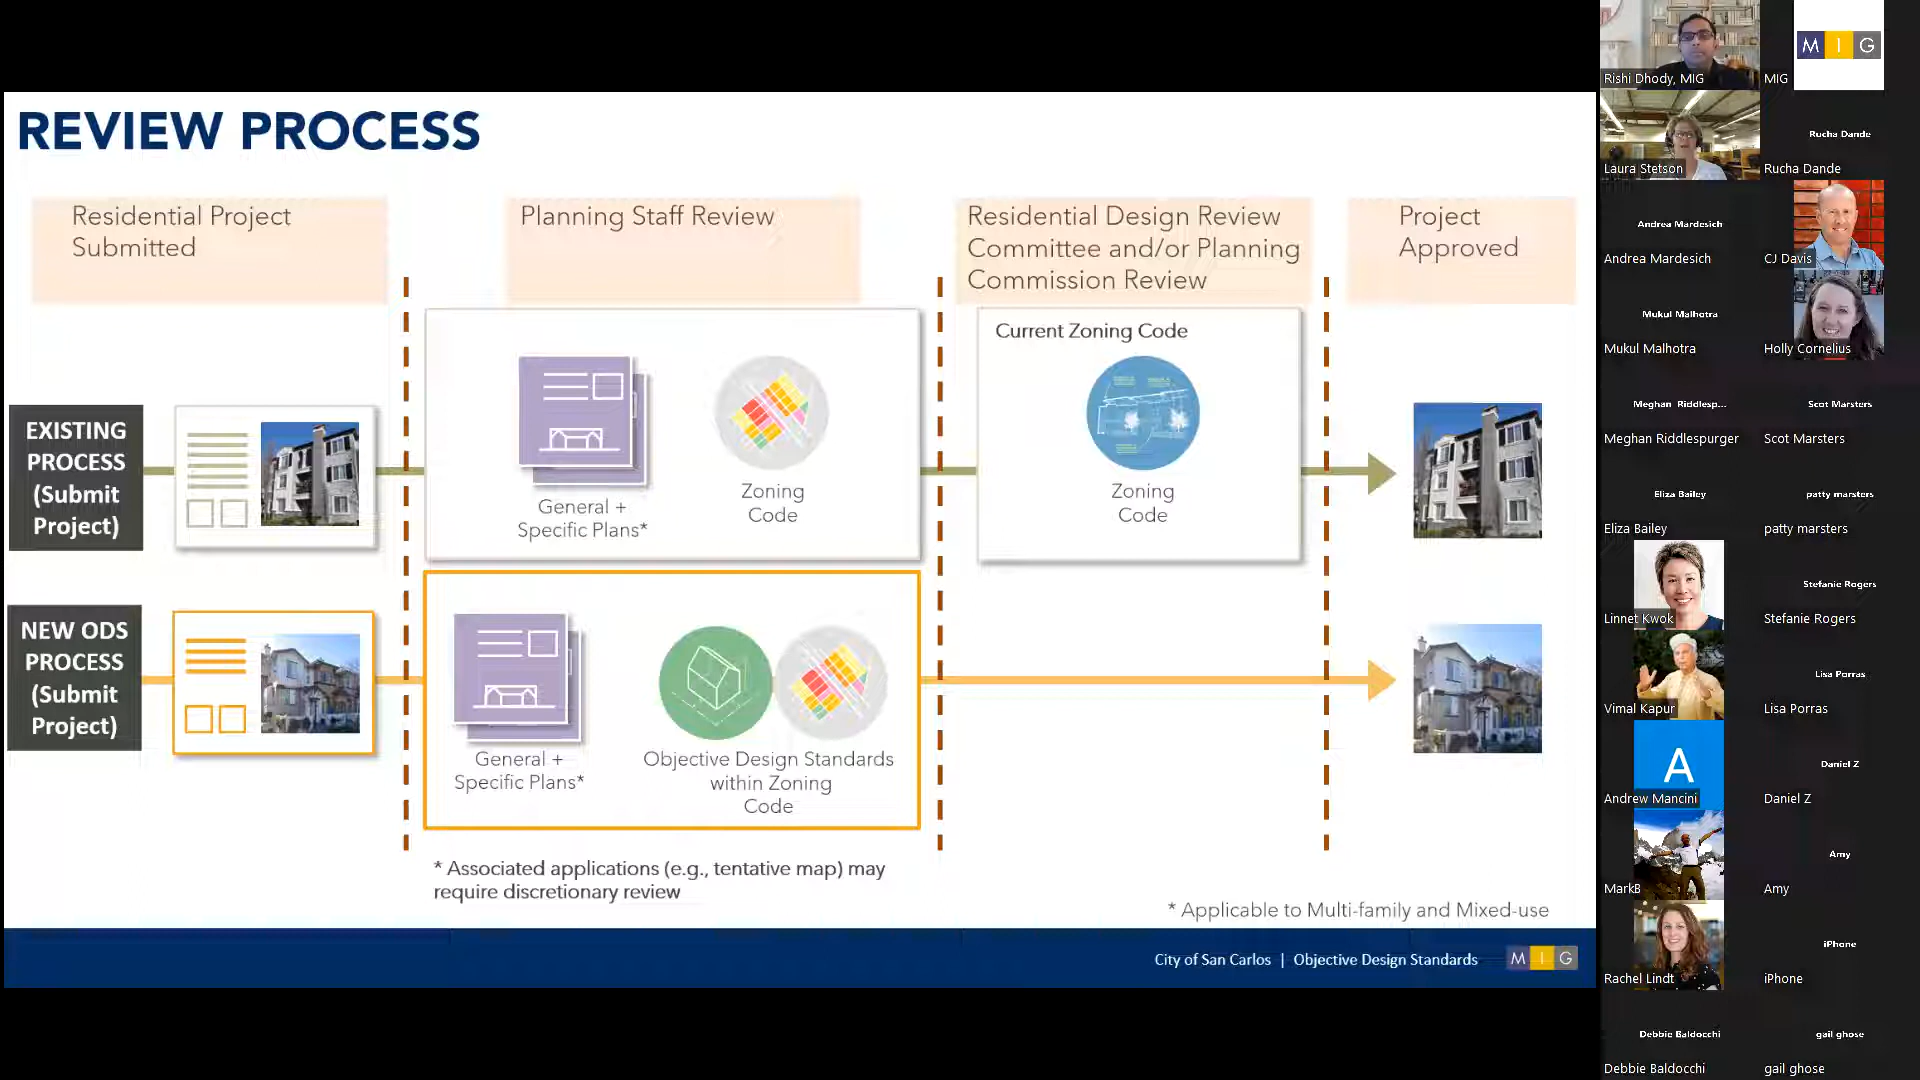 REVIEW PROCESS
Residential Project
Submitted
Planning Staff Review
Residential Design Review
Committee and/or Planning
Commission Review
Project
Approved
EXISTING
PROCESS
(Submit
Project)
General +
Specific Plans*
Zoning
Code
Current Zoning Code
Zoning
Code
NEW ODS
PROCESS
(Submit
Project)
General +
Specific Plans*
Objective Design Standards
within Zoning
Code
* Associated applications (e.g., tentative map) may
require discretionary review
* Applicable to Multi-family and Mixed-use
City of San Carlos | Objective Design Standards
M I G
Rishi Dhody, MIG
M I G
MIG
Laura Stetson
Rucha Dande
Rucha Dande
Andrea Mardesich
Andrea Mardesich
CJ Davis
Mukul Malhotra
Mukul Malhotra
Holly Cornelius
Meghan Riddlesp...
Meghan Riddlespurger
Scot Marsters
Scot Marsters
Eliza Bailey
Eliza Bailey
patty marsters
patty marsters
Linnet Kwok
Stefanie Rogers
Stefanie Rogers
Vimal Kapur
Lisa Porras
Lisa Porras
A
Andrew Mancini
Daniel Z
Daniel Z
MarkB
Amy
Amy
Rachel Lindt
iPhone
iPhone
Debbie Baldocchi
Debbie Baldocchi
gail ghose
gail ghose